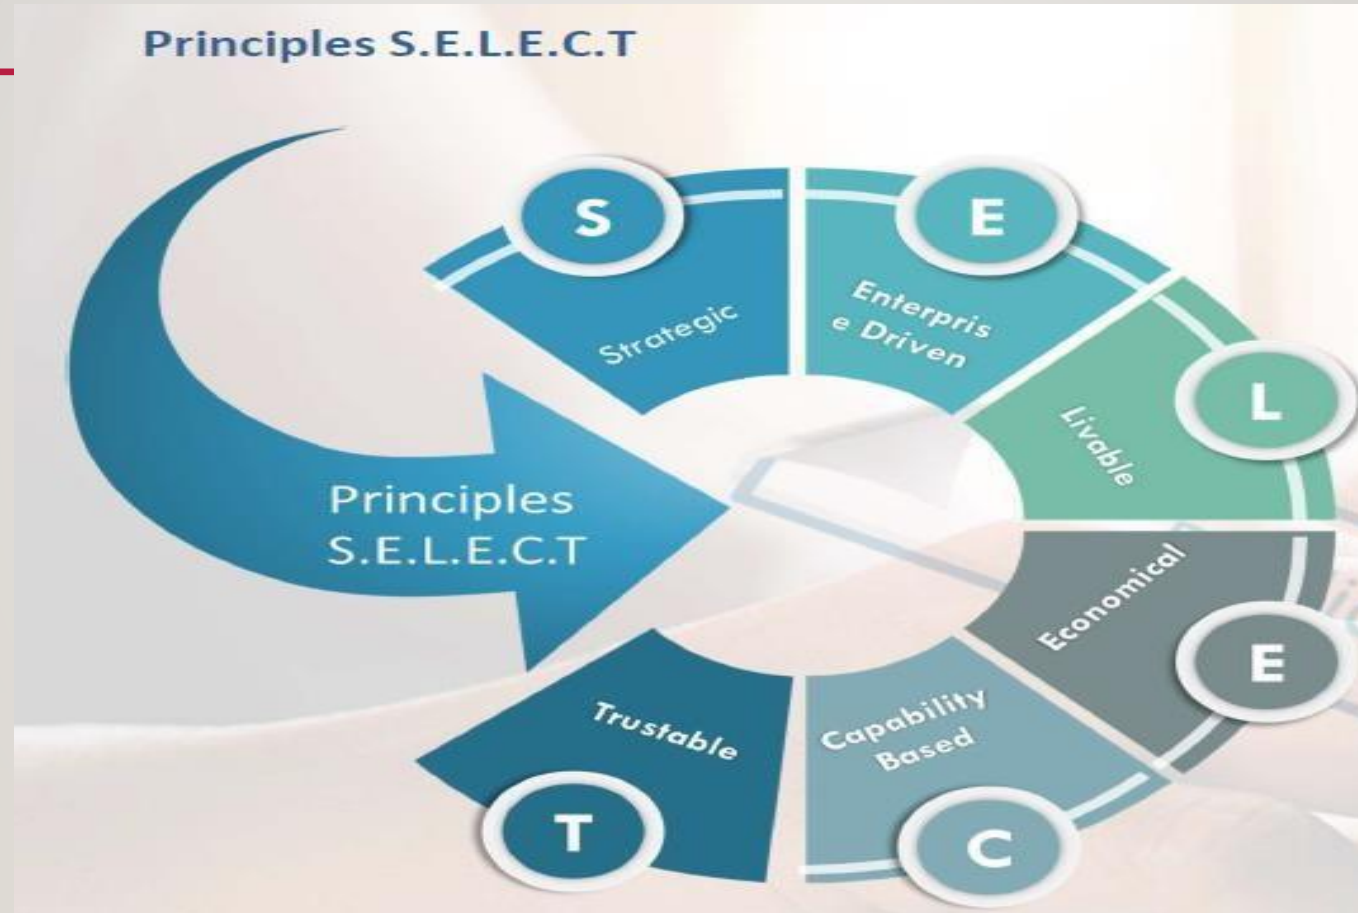 Principles S.E.L.E.C.T
S
Strategic
E
Enterpris
e Driven
L
Livable
Principles
S.E.L.E.C.T
Economical
E
Capability
Based
C
Trustable
T